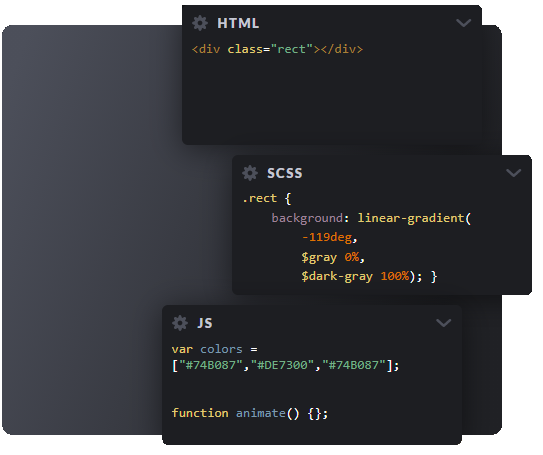 HTML
<div class="rect"></div>
SCSS
.rect {
background: linear-gradient(
-119deg,
$gray 0%,
$dark-gray 100%); }
JS
var colors =
["#74B087","#DE7300","#74B087"];
function animate() {};